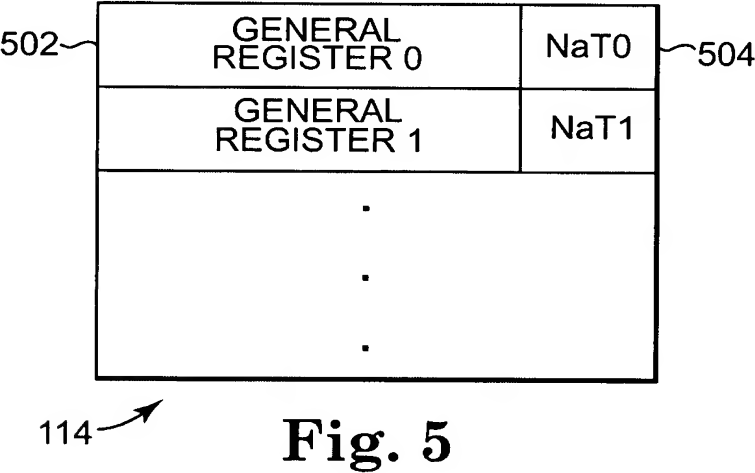 502
GENERAL
REGISTER 0
NaT0
504
GENERAL
REGISTER 1
NaT1
.
.
.
114
Fig. 5